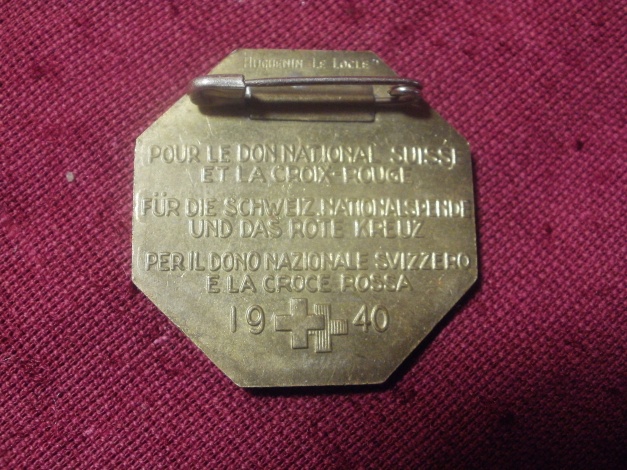 HUGUENIN LE LOCLE
POUR LE DON NATIONAL SUISSE
ET LA CROIX-ROUGE
FÜR DIE SCHWEIZ.NATIONALSPENDE
UND DAS ROTE KREUZ
PER IL DONO NAZIONALE SVIZZERO
E LA CROCE ROSSA
19 40